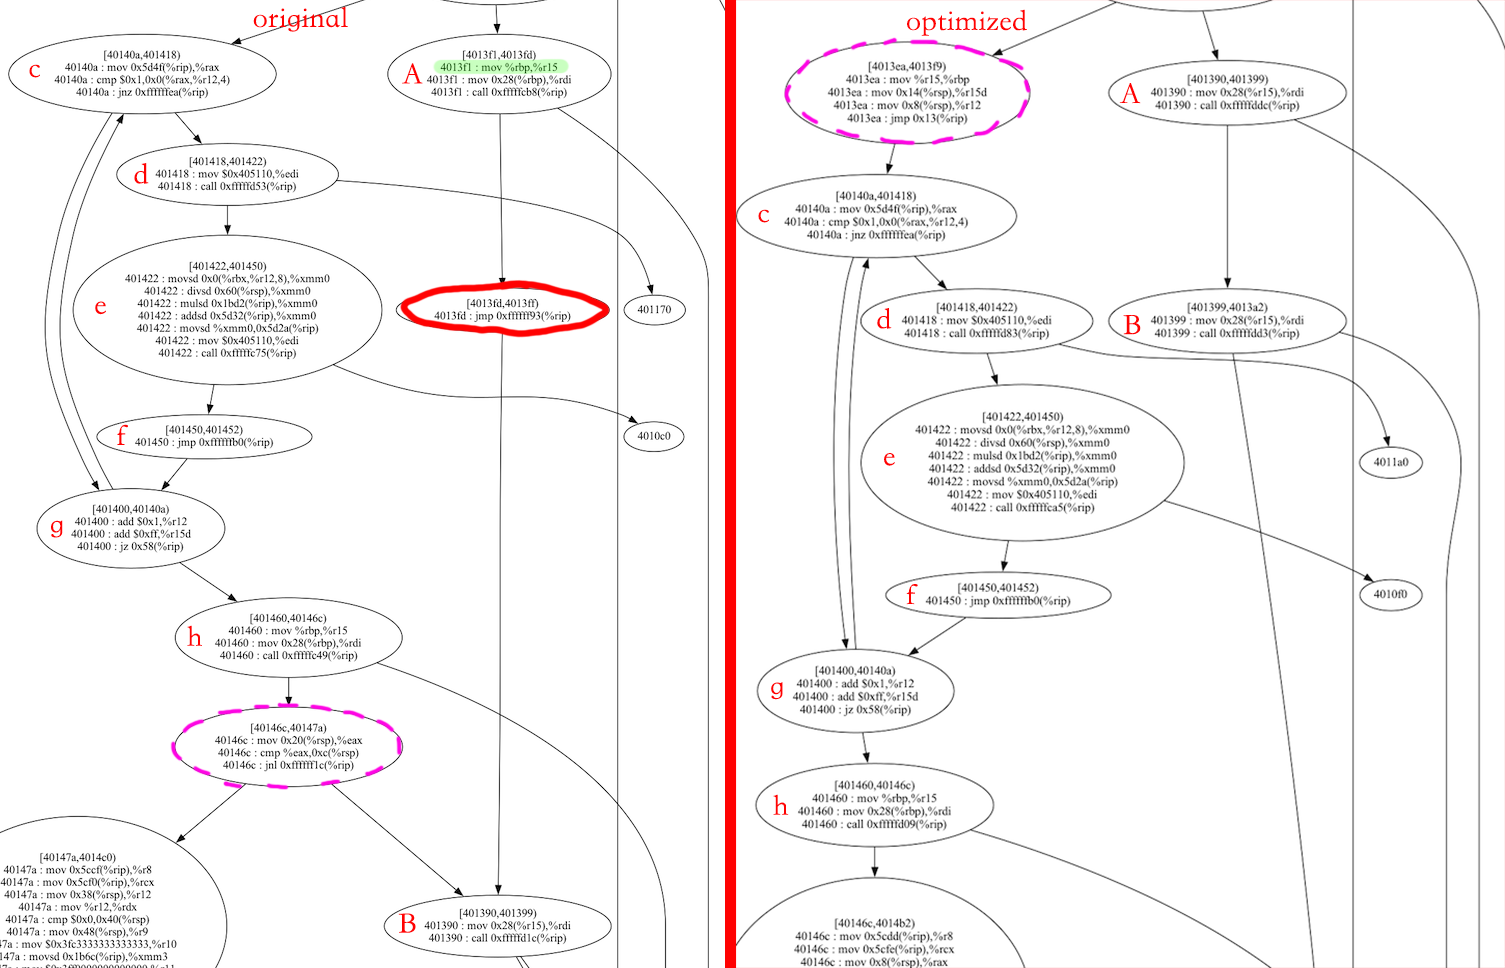 original
c
[40140a,401418)
40140a : mov 0x5d4f(%rip),%rax
40140a : cmp $0x1,0x0(%rax,%r12,4)
40140a : jnz 0xffffffea(%rip)
A
[4013f1,4013fd)
4013f1 : mov %rbp,%r15
4013f1 : mov 0x28(%rbp),%rdi
4013f1 : call 0xfffffcb8(%rip)
d
[401418,401422)
401418 : mov $0x405110,%edi
401418 : call 0xfffffd53(%rip)
e
[401422,401450)
401422 : movsd 0x0(%rbx,%r12,8),%xmm0
401422 : divsd 0x60(%rsp),%xmm0
401422 : mulsd 0x1bd2(%rip),%xmm0
401422 : addsd 0x5d32(%rip),%xmm0
401422 : movsd %xmm0,0x5d2a(%rip)
401422 : mov $0x405110,%edi
401422 : call 0xfffffc75(%rip)
[4013fd,4013ff)
4013fd : jmp 0xffffff93(%rip)
401170
f
[401450,401452)
401450 : jmp 0xffffffb0(%rip)
4010c0
g
[401400,40140a)
401400 : add $0x1,%r12
401400 : add $0xff,%r15d
401400 : jz 0x58(%rip)
h
[401460,40146c)
401460 : mov %rbp,%r15
401460 : mov 0x28(%rbp),%rdi
401460 : call 0xfffffc49(%rip)
[40146c,40147a)
40146c : mov 0x20(%rsp),%eax
40146c : cmp %eax,0xc(%rsp)
40146c : jnl 0xffffff1c(%rip)
[40147a,4014c0)
40147a : mov 0x5ccf(%rip),%r8
40147a : mov 0x5cf0(%rip),%rcx
40147a : mov 0x38(%rsp),%r12
40147a : mov %r12,%rdx
40147a : cmp $0x0,0x40(%rsp)
47a : mov 0x48(%rsp),%r9
47a : mov $0x3fc3333333333333,%r10
147a : movsd 0x1b6c(%rip),%xmm3
B
[401390,401399)
401390 : mov 0x28(%r15),%rdi
401390 : call 0xfffffd1c(%rip)
optimized
[4013ea,4013f9)
4013ea : mov %r15,%rbp
4013ea : mov 0x14(%rsp),%r15d
4013ea : mov 0x8(%rsp),%r12
4013ea : jmp 0x13(%rip)
A
[401390,401399)
401390 : mov 0x28(%r15),%rdi
401390 : call 0xfffffddc(%rip)
c
[40140a,401418)
40140a : mov 0x5d4f(%rip),%rax
40140a : cmp $0x1,0x0(%rax,%r12,4)
40140a : jnz 0xffffffea(%rip)
d
[401418,401422)
401418 : mov $0x405110,%edi
401418 : call 0xfffffd83(%rip)
B
[401399,4013a2)
401399 : mov 0x28(%r15),%rdi
401399 : call 0xfffffdd3(%rip)
e
[401422,401450)
401422 : movsd 0x0(%rbx,%r12,8),%xmm0
401422 : divsd 0x60(%rsp),%xmm0
401422 : mulsd 0x1bd2(%rip),%xmm0
401422 : addsd 0x5d32(%rip),%xmm0
401422 : movsd %xmm0,0x5d2a(%rip)
401422 : mov $0x405110,%edi
401422 : call 0xfffffca5(%rip)
4011a0
f
[401450,401452)
401450 : jmp 0xffffffb0(%rip)
4010f0
g
[401400,40140a)
401400 : add $0x1,%r12
401400 : add $0xff,%r15d
401400 : jz 0x58(%rip)
h
[401460,40146c)
401460 : mov %rbp,%r15
401460 : mov 0x28(%rbp),%rdi
401460 : call 0xfffffd09(%rip)
[40146c,4014b2)
40146c : mov 0x5cdd(%rip),%r8
40146c : mov 0x5cfe(%rip),%rcx
40146c : mov 0x8(%rsp),%rax